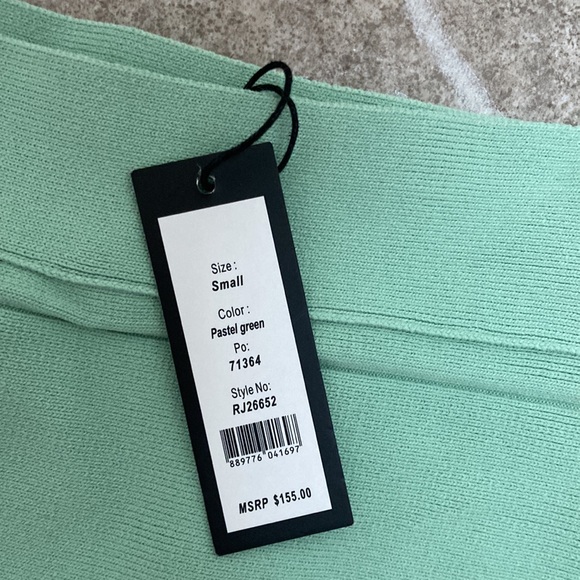 Size :
Small
Color :
Pastel green
Po:
71364
Style No:
RJ26652
889776 041697
MSRP $155.00